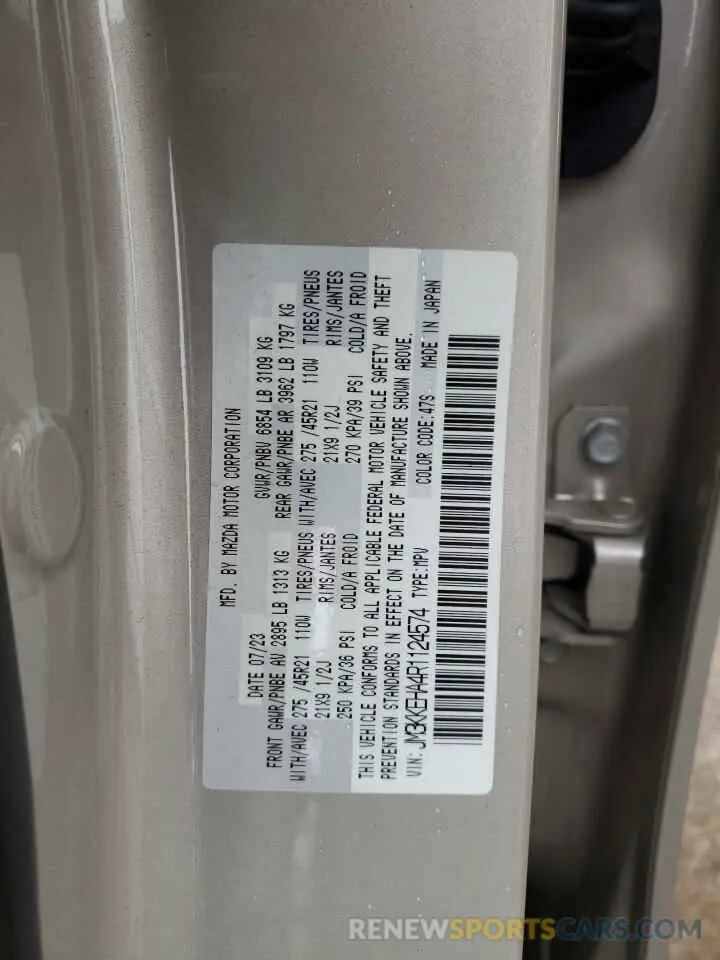 MFD. BY MAZDA MOTOR CORPORATION
DATE 07/23 GVWR/PNBV 6854 LB 3109 KG
FRONT GAWR/PNBE AV 2895 LB 1313 KG REAR GAWR/PNBE AR 3962 LB 1797 KG
WITH/AVEC 275 /45R21 110W TIRES/PNEUS WITH/AVEC 275 /45R21 110W TIRES/PNEUS
21X9 1/2J RIMS/JANTES 21X9 1/2J RIMS/JANTES
250 KPA/36 PSI COLD/A FROID 270 KPA/39 PSI COLD/A FROID
THIS VEHICLE CONFORMS TO ALL APPLICABLE FEDERAL MOTOR VEHICLE SAFETY AND THEFT
PREVENTION STANDARDS IN EFFECT ON THE DATE OF MANUFACTURE SHOWN ABOVE.
VIN: JM3KKEHA4R1124574 TYPE:MPV COLOR CODE:47S MADE IN JAPAN
RENEWSPORTSCARS.COM